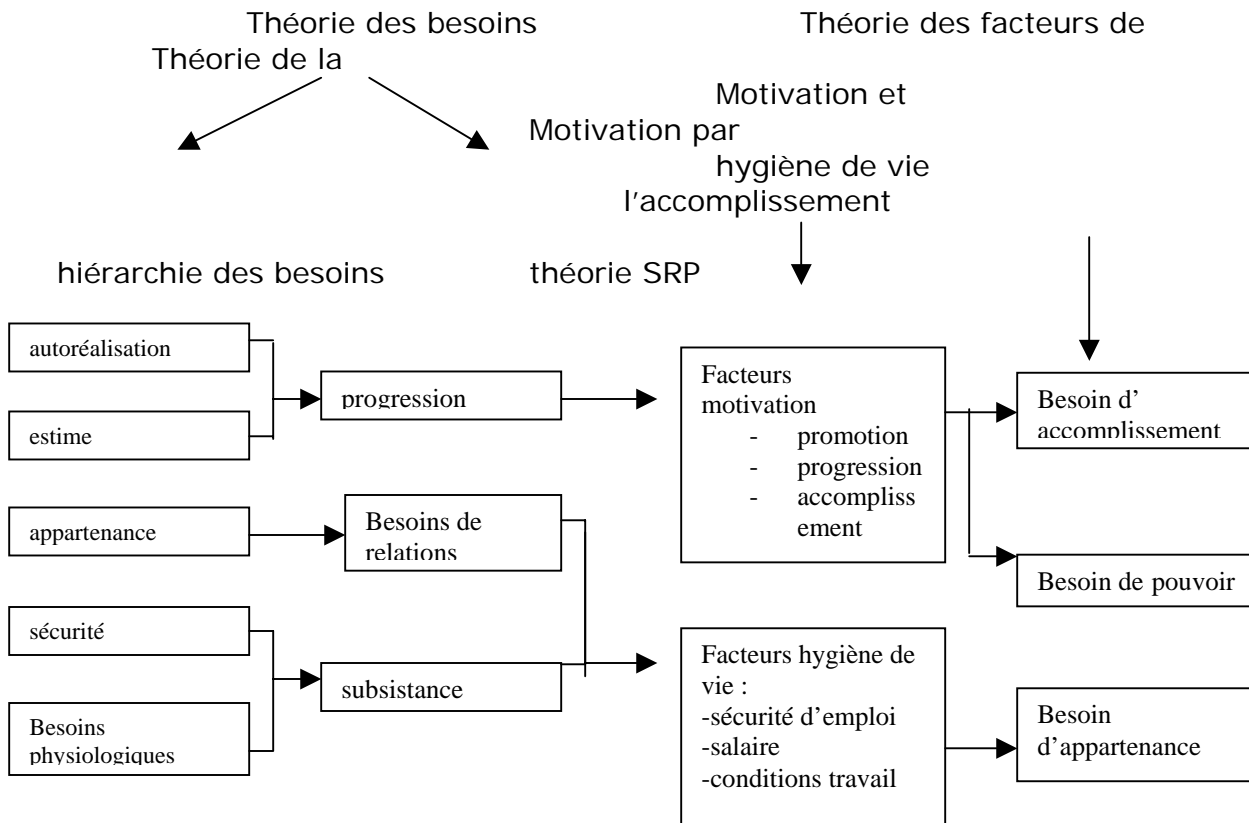 Théorie des besoins Théorie des facteurs de
Théorie de la
Motivation et
Motivation par
hygiène de vie
l'accomplissement
hiérarchie des besoins théorie SRP
autoréalisation
estime
appartenance
sécurité
Besoins
physiologiques
progression
Besoins de
relations
subsistance
Facteurs
motivation
- promotion
- progression
- accompliss
ement
Facteurs hygiène de
vie :
-sécurité d'emploi
-salaire
-conditions travail
Besoin d'
accomplissement
Besoin de pouvoir
Besoin
d'appartenance